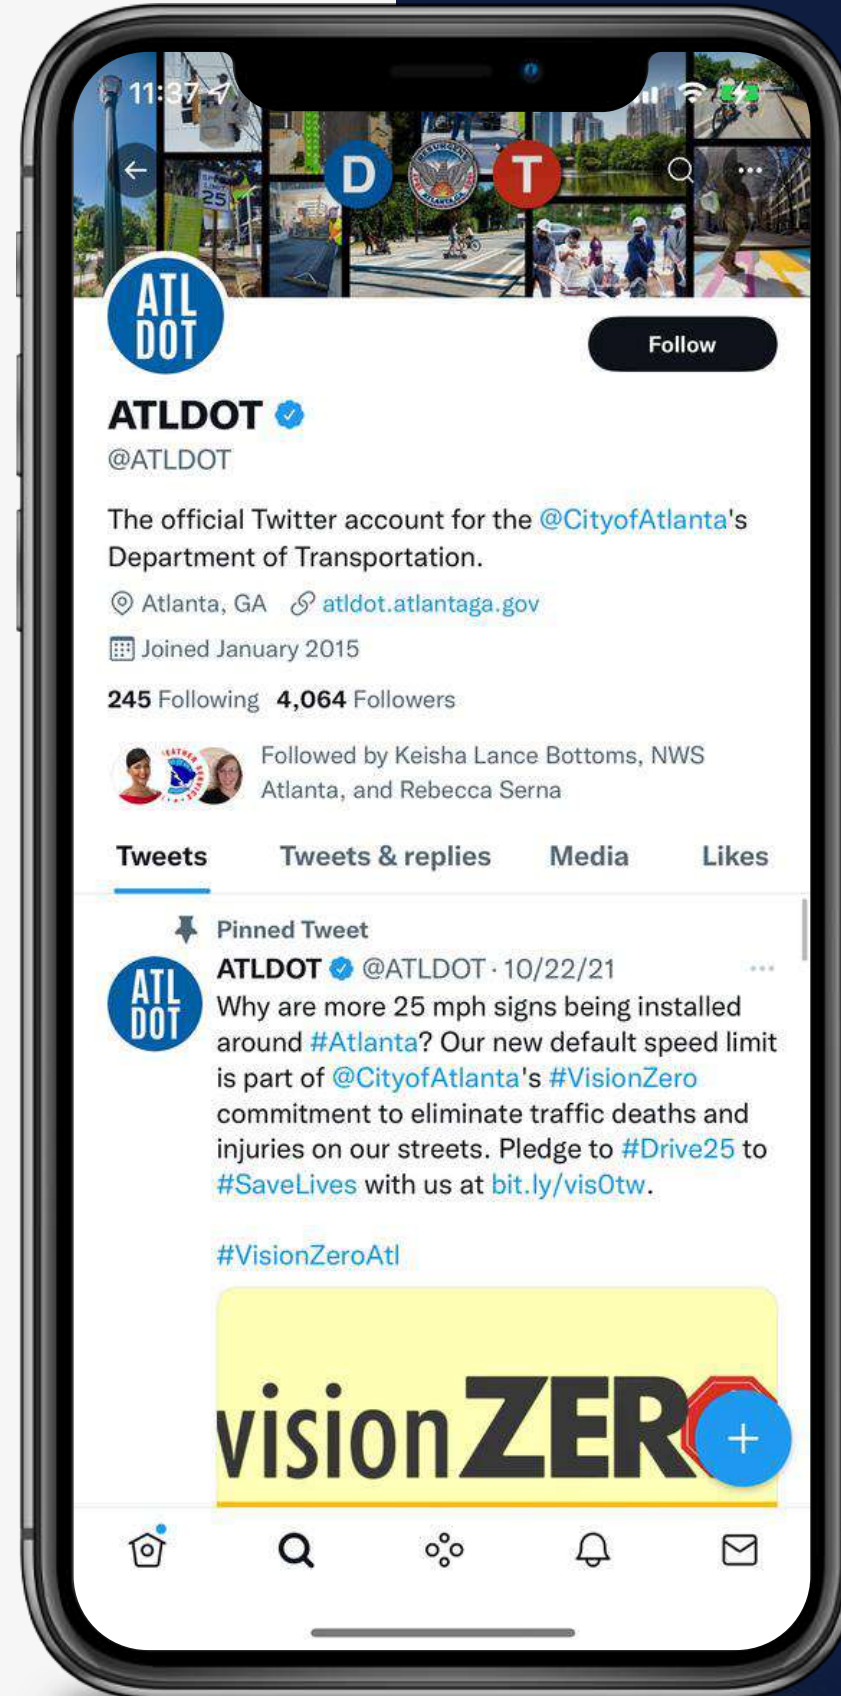 11:37
SPEED
LIMIT
25
D
T
ATL
DOT
Follow
ATLDOT
@ATLDOT
The official Twitter account for the @CityofAtlanta's
Department of Transportation.
Atlanta, GA atldot.atlantaga.gov
Joined January 2015
245 Following 4,064 Followers
Followed by Keisha Lance Bottoms, NWS
Atlanta, and Rebecca Serna
Tweets Tweets & replies Media Likes
Pinned Tweet
ATLDOT @ATLDOT · 10/22/21
ATL
DOT
Why are more 25 mph signs being installed
around #Atlanta? Our new default speed limit
is part of @CityofAtlanta's #VisionZero
commitment to eliminate traffic deaths and
injuries on our streets. Pledge to #Drive25 to
#SaveLives with us at bit.ly/vis0tw.
#VisionZeroAtl
visionZER